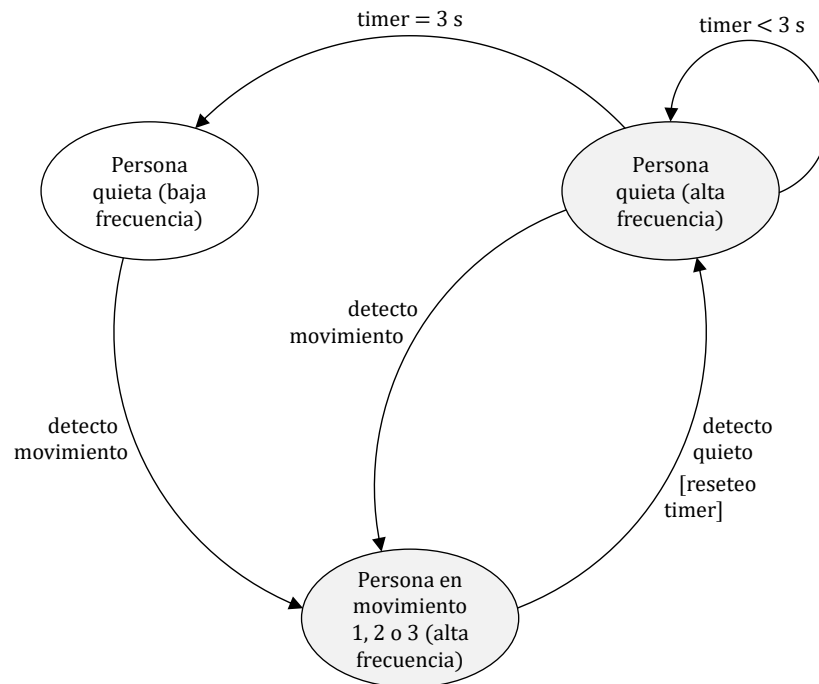 timer = 3 s
timer < 3 s
Persona
quieta (baja
frecuencia)
Persona
quieta (alta
frecuencia)
detecto
movimiento
detecto
movimiento
detecto
quieto
[reseteo
timer]
Persona en
movimiento
1, 2 o 3 (alta
frecuencia)